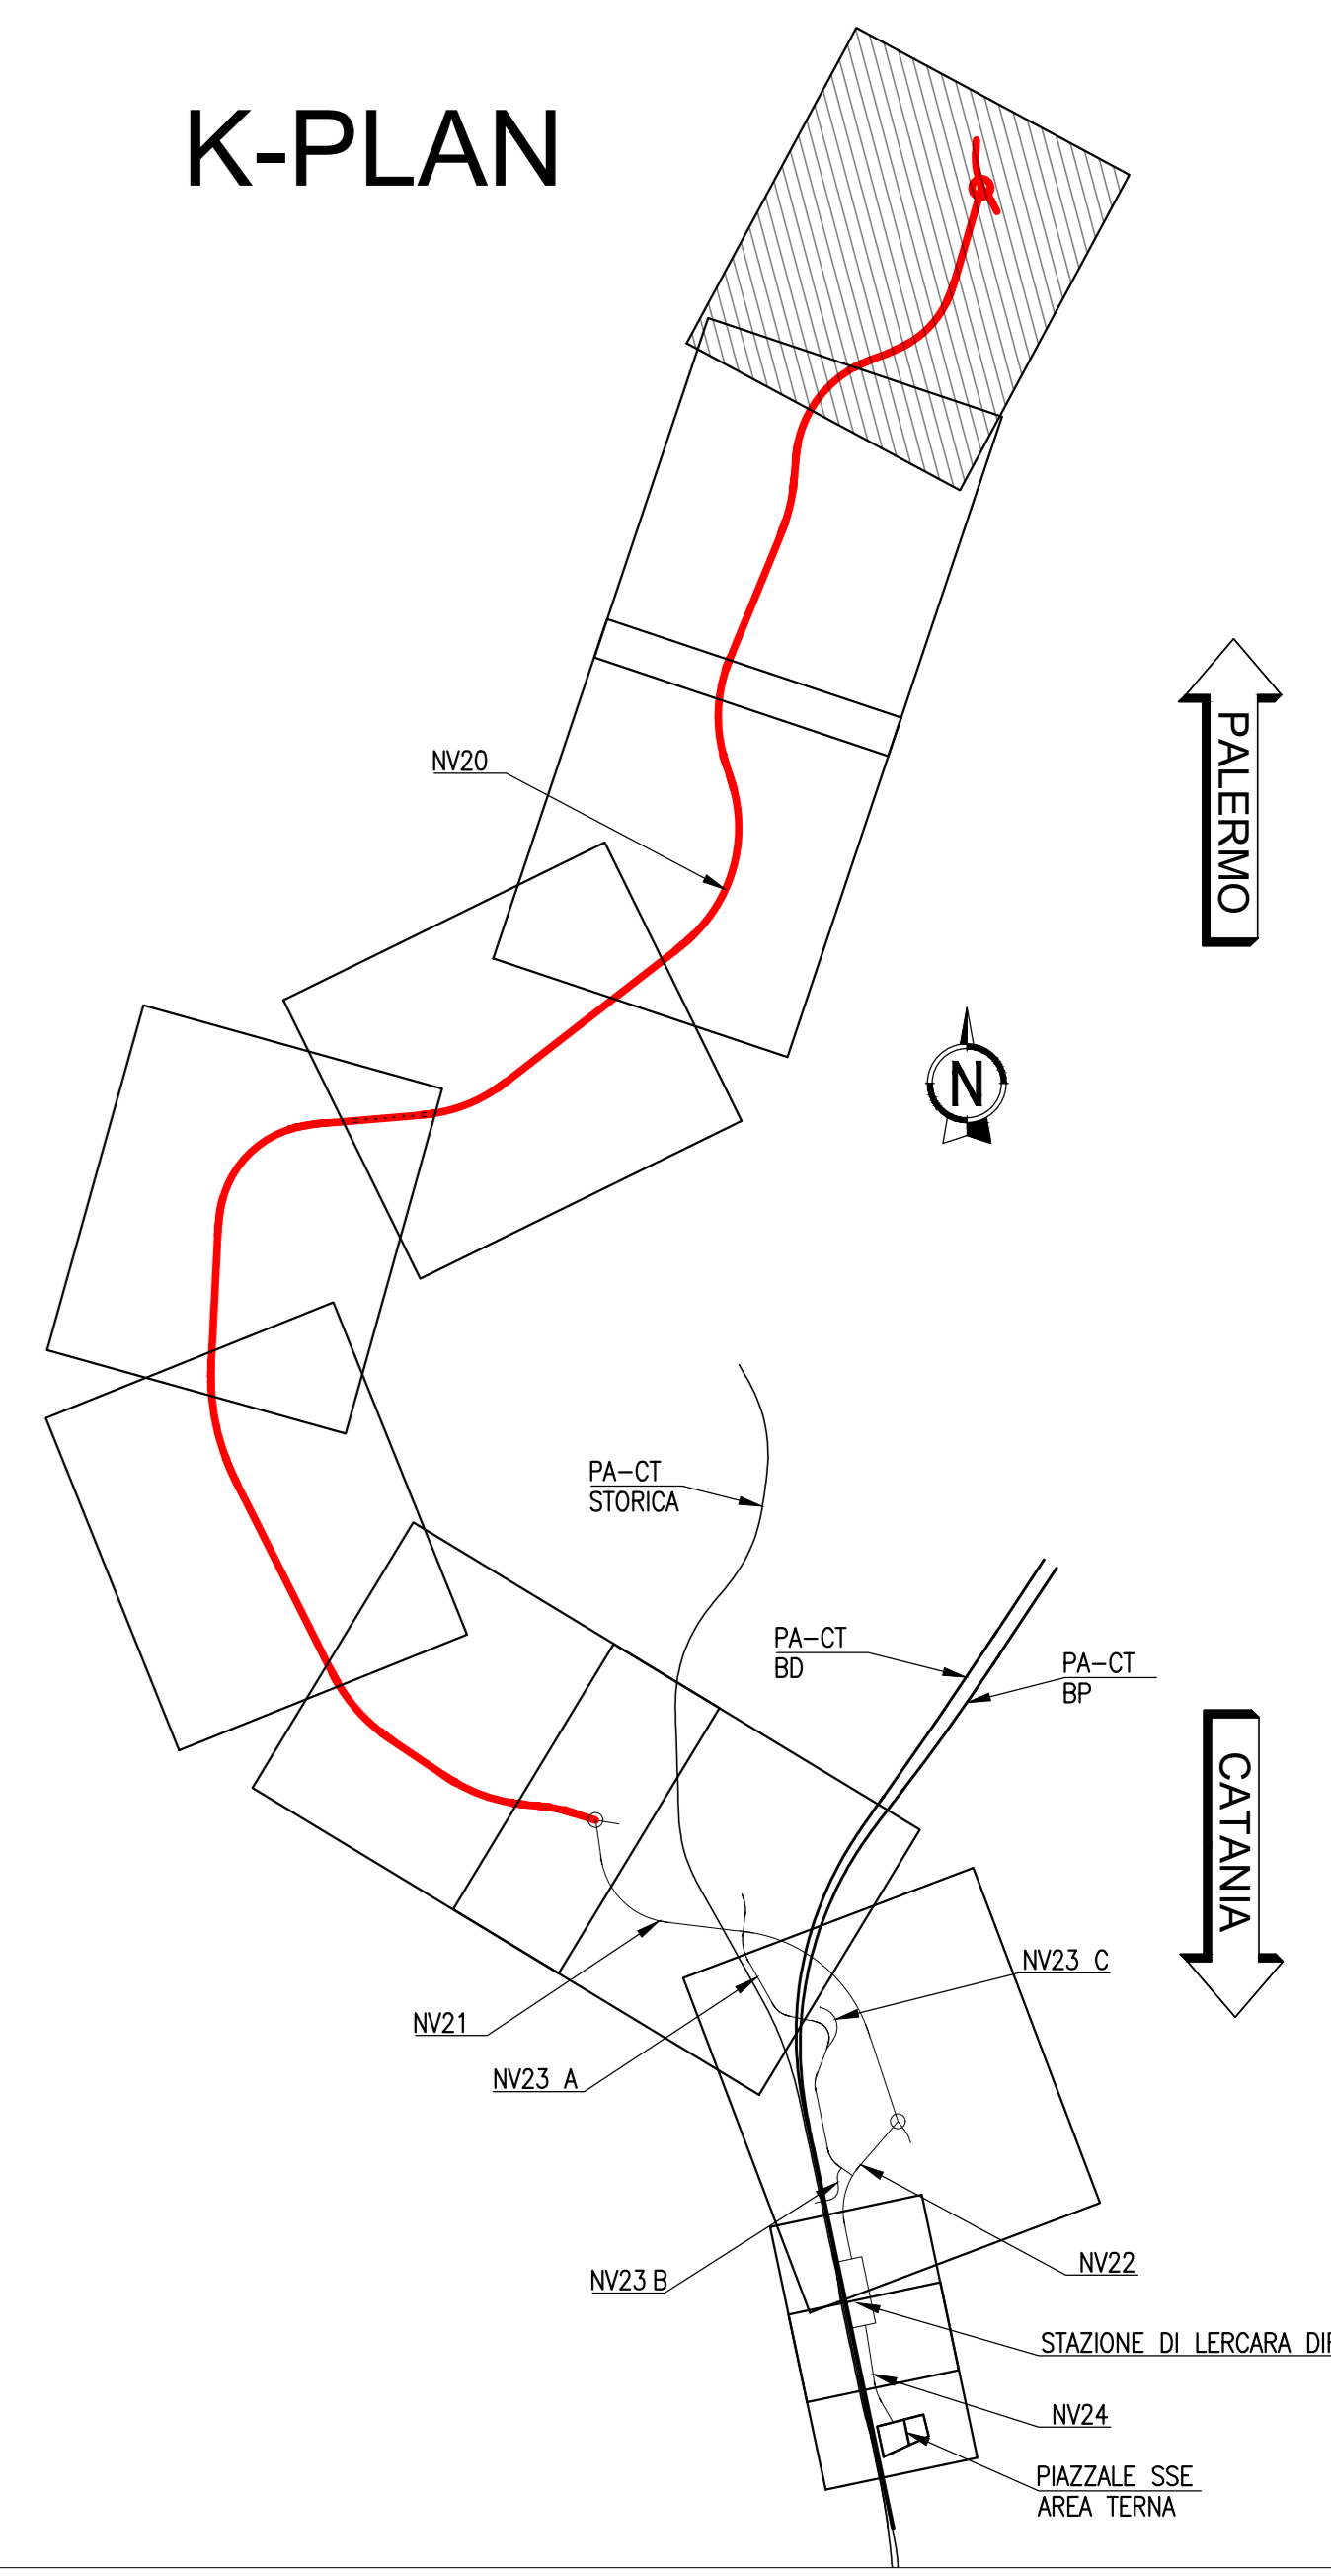 K-PLAN
PALERMO
NV20
N
PA-CT
STORICA
PA-CT
BD
PA-CT
BP
CATANIA
NV23 C
NV21
NV23 A
NV22
NV23 B
STAZIONE DI LERCARA
NV24
PIAZZALE SSE
AREA TERNA